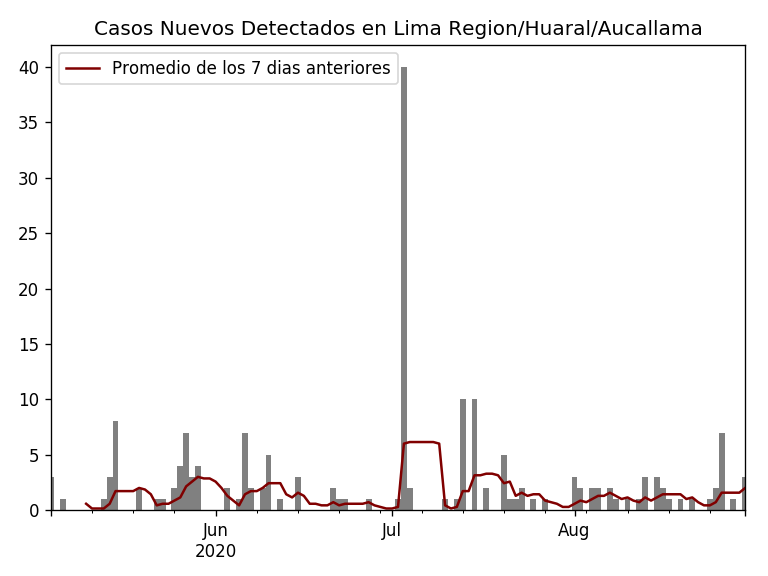 Casos Nuevos Detectados en Lima Region/Huaral/Aucallama
Promedio de los 7 dias anteriores
40
35
30
25
20
15
10
5
0
Jun
2020
Jul
Aug